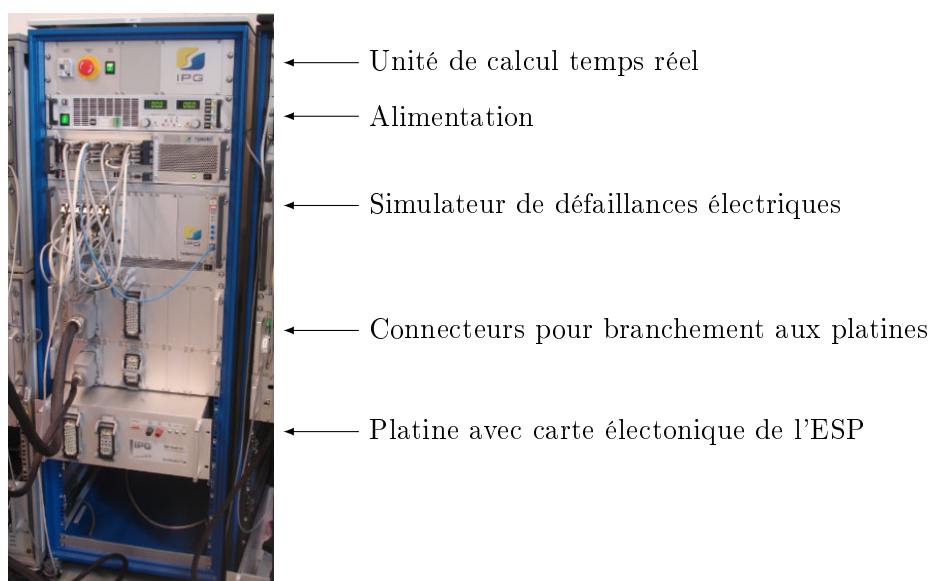 Unité de calcul temps réel
IPG
Alimentation
Simulateur de défaillances électriques
IPG
Connecteurs pour branchement aux platines
Platine avec carte électonique de l'ESP
IPG